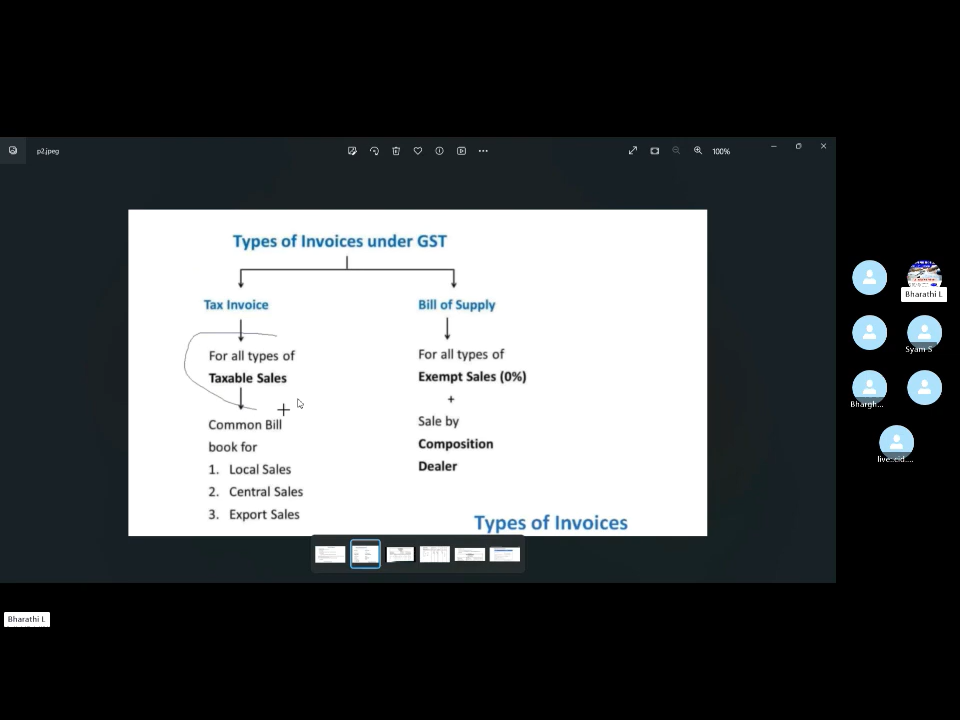 p2.jpeg
100%
Types of Invoices under GST
Tax Invoice
Bill of Supply
For all types of
Taxable Sales
For all types of
Exempt Sales (0%)
+
Common Bill
book for
1. Local Sales
2. Central Sales
3. Export Sales
Sale by
Composition
Dealer
Types of Invoices
Bharathi L
Syam S
Bhargh...
live:.cid....
Bharathi L